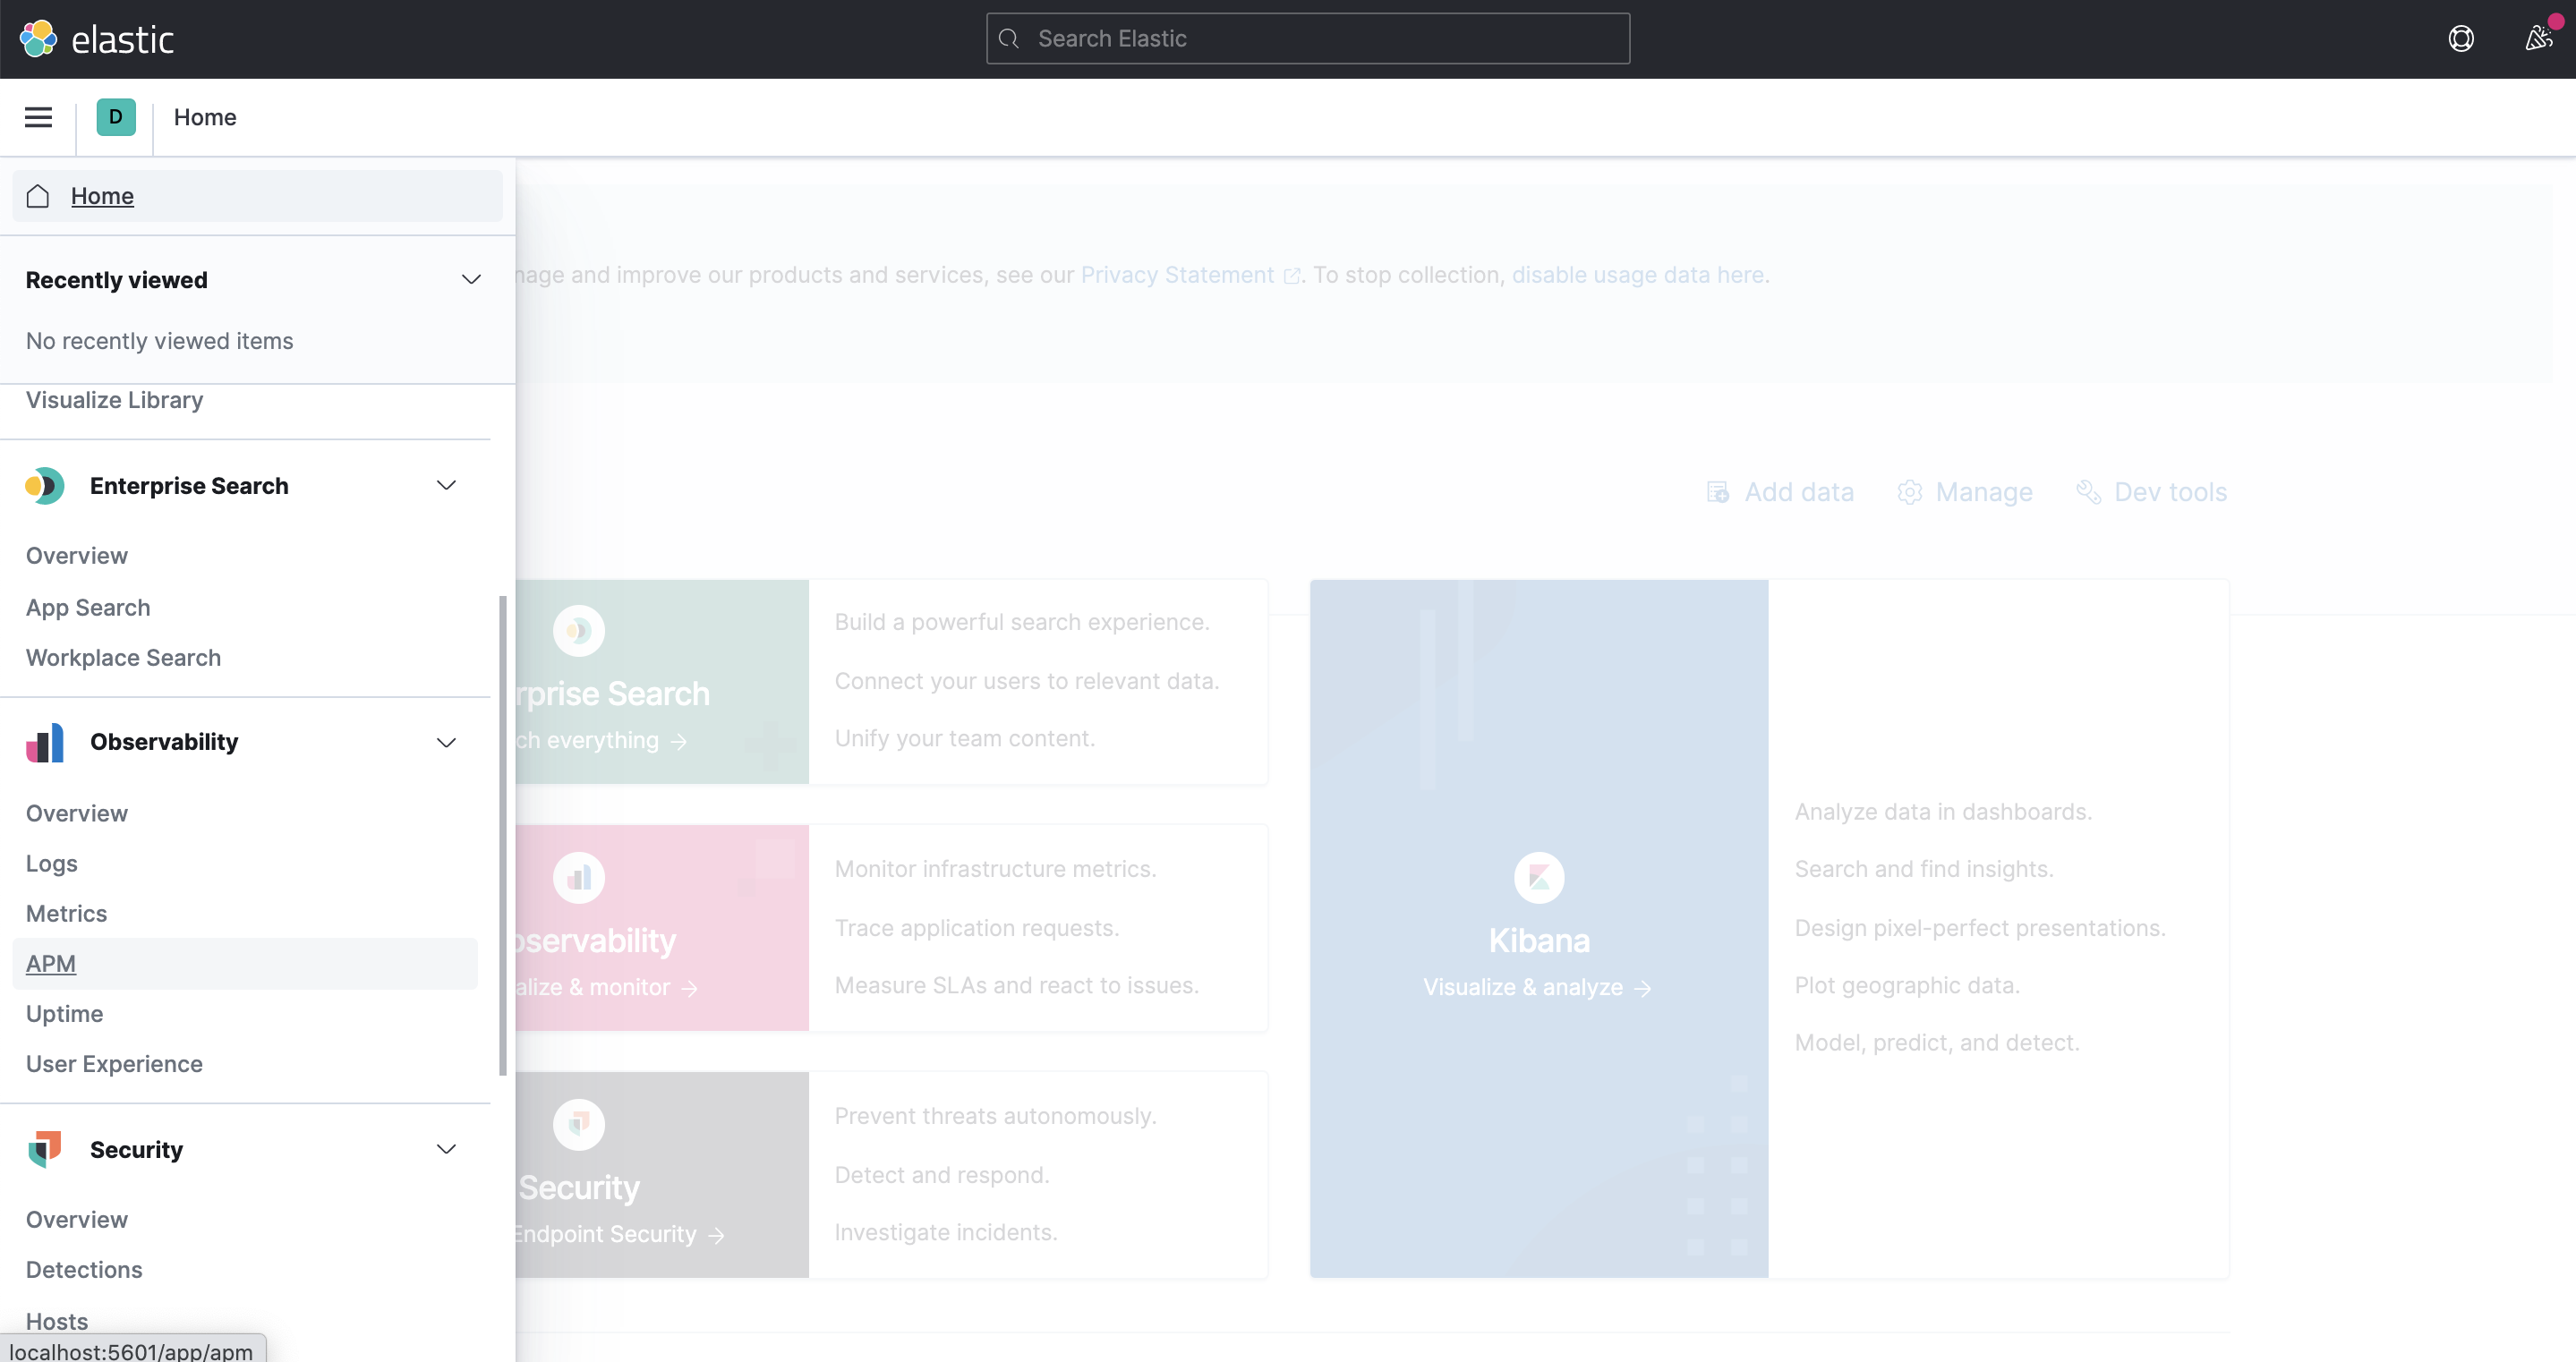 elastic
Search Elastic
D
Home
Home
Recently viewed
No recently viewed items
Visualize Library
Enterprise Search
Overview
App Search
Workplace Search
Observability
Overview
Logs
Metrics
APM
Uptime
User Experience
Security
Overview
Detections
Hosts
localhost:5601/app/apm
nage and improve our products and services, see our Privacy Statement. To stop collection, disable usage data here.
Add data
Manage
Dev tools
rprise Search
ch everything →
Build a powerful search experience.
Connect your users to relevant data.
Unify your team content.
bservability
alize & monitor →
Monitor infrastructure metrics.
Trace application requests.
Measure SLAs and react to issues.
Security
Endpoint Security →
Prevent threats autonomously.
Detect and respond.
Investigate incidents.
Kibana
Visualize & analyze →
Analyze data in dashboards.
Search and find insights.
Design pixel-perfect presentations.
Plot geographic data.
Model, predict, and detect.